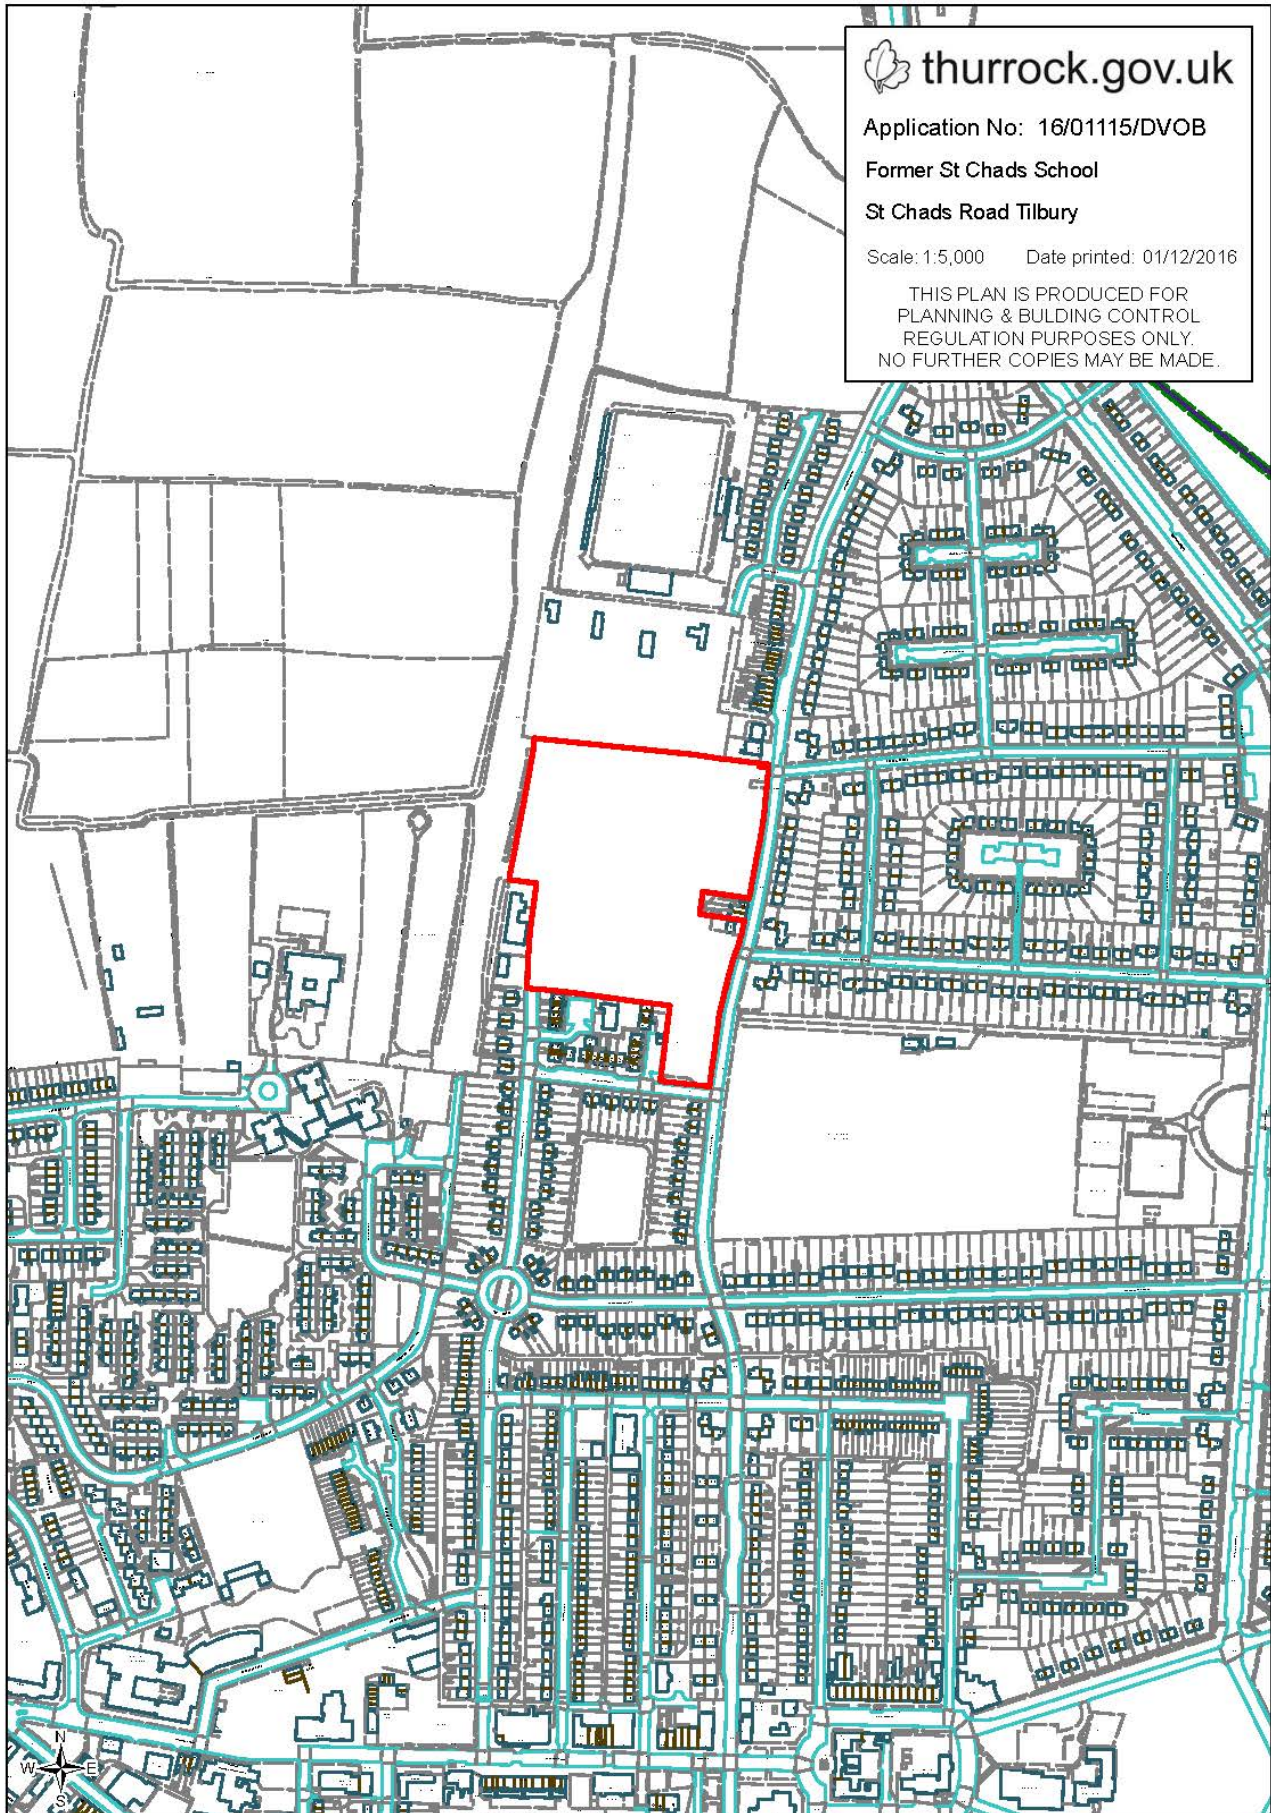 thurrock.gov.uk
Application No: 16/01115/DVOB
Former St Chads School
St Chads Road Tilbury
Scale: 1:5,000 Date printed: 01/12/2016
THIS PLAN IS PRODUCED FOR
PLANNING & BULDING CONTROL
REGULATION PURPOSES ONLY.
NO FURTHER COPIES MAY BE MADE.
N
W E
S